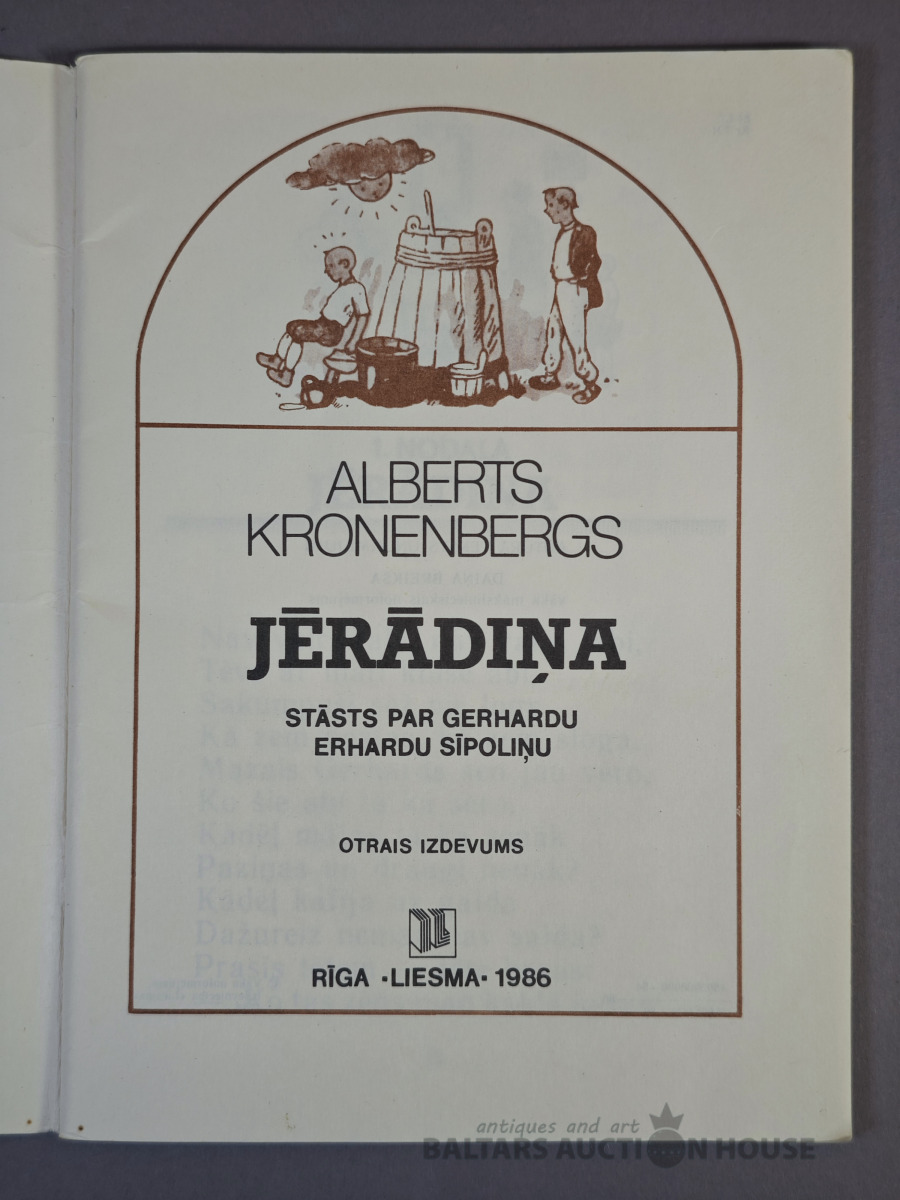 ALBERTS
KRONENBERGS
JĒRĀDIŅA
STĀSTS PAR GERHARDU
ERHARDU SĪPOLIŅU
OTRAIS IZDEVUMS
RĪGA ·LIESMA· 1986
antiques and art
BALTARS AUCTION HOUSE